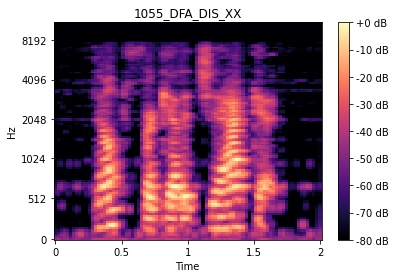 1055_DFA_DIS_XX
8192
4096
2048
1024
512
0
Hz
0
0.5
1
1.5
2
Time
+0 dB
-10 dB
-20 dB
-30 dB
-40 dB
-50 dB
-60 dB
-70 dB
-80 dB